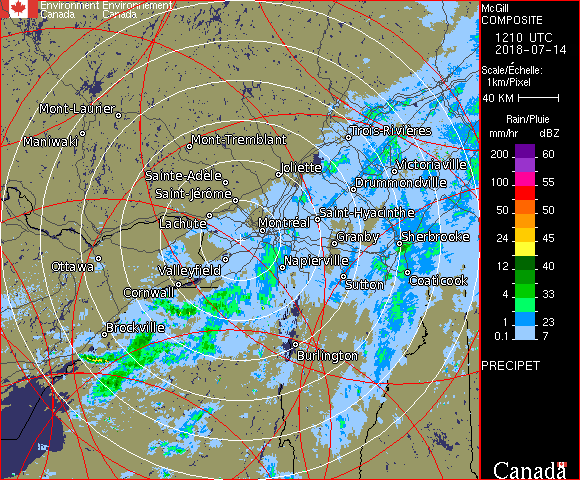 Environment Environnement
Canada Canada
McGill
COMPOSITE
1210 UTC
2018-07-14
Scale/Échelle:
1km/Pixel
40 KM
Rain/Pluie
mm/hr dBZ
200 60
100 55
50 50
24 45
12 40
4 33
1 23
0.1 7
PRECIPET
Canada
Mont-Laurier
Maniwaki
Mont-Tremblant
Trois-Rivières
Sainte-Adèle
Joliette
Victoriaville
Saint-Jérôme
Drummondville
Lachute
Montréal
Saint-Hyacinthe
Granby
Sherbrooke
Ottawa
Valleyfield
Napierville
Cornwall
Sutton
Coaticook
Brockville
Burlington